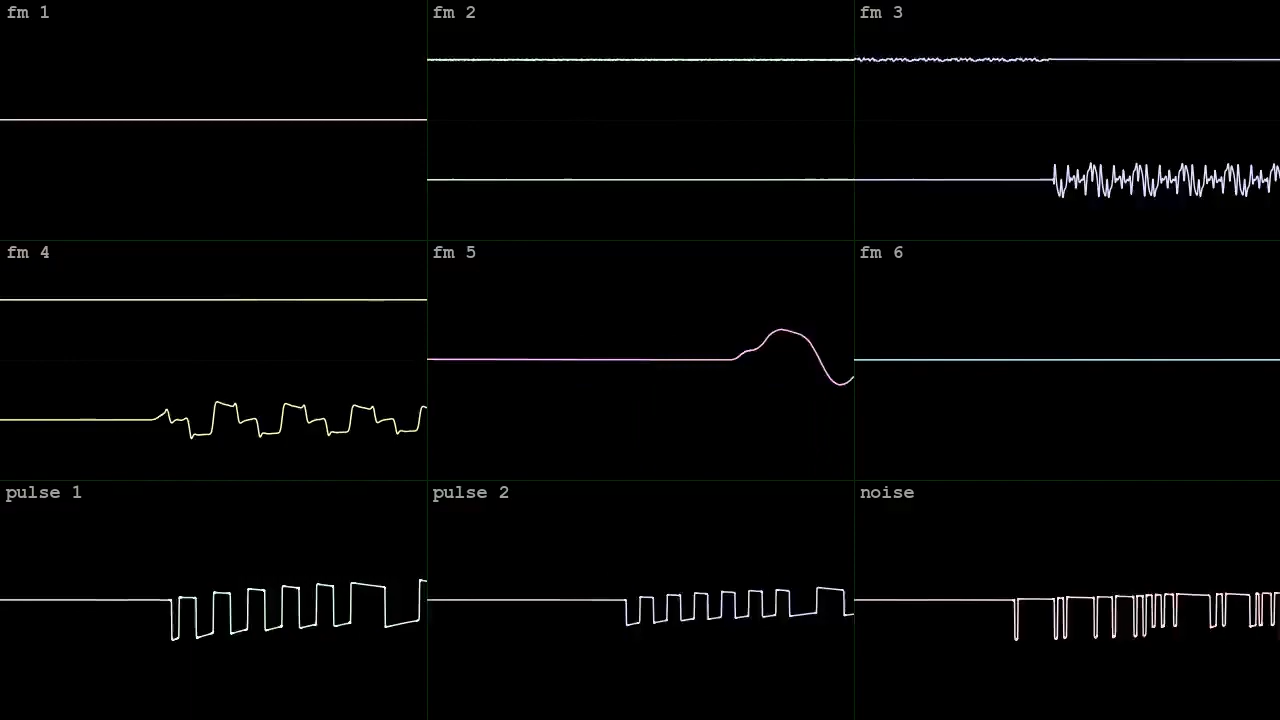 fm 1
fm 2
fm 3
fm 4
fm 5
fm 6
pulse 1
pulse 2
noise